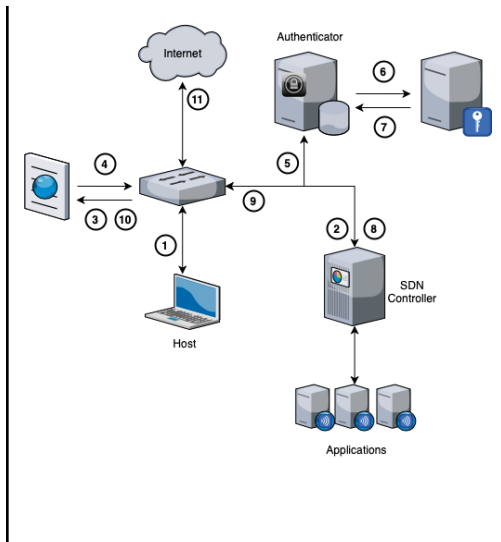 Authenticator
Internet
6
11
7
4
5
9
3 10
2 8
1
SDN
Controller
Host
Applications